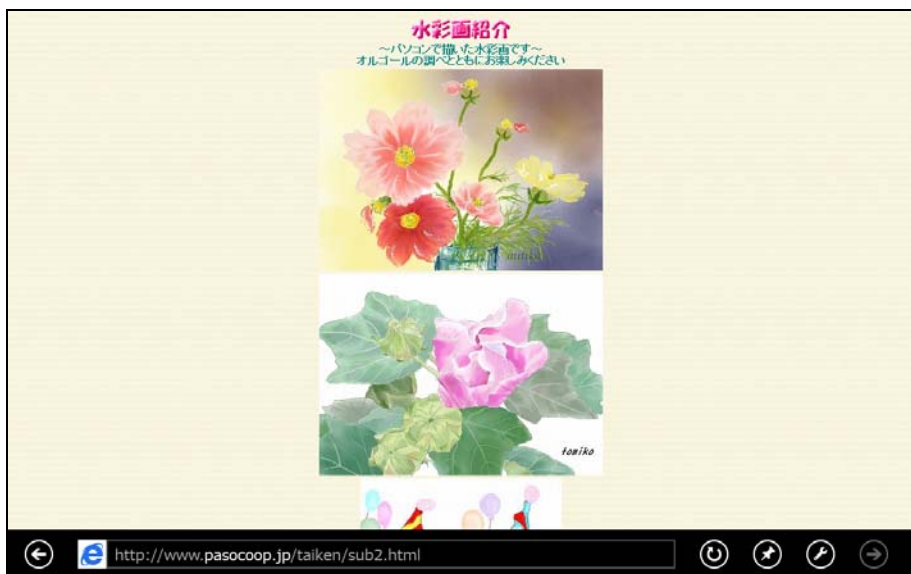 水彩画紹介
～パソコンで描いた水彩画です～
オルゴールの調べとともにお楽しみください
tomiko
http://www.pasocoop.jp/taiken/sub2.html